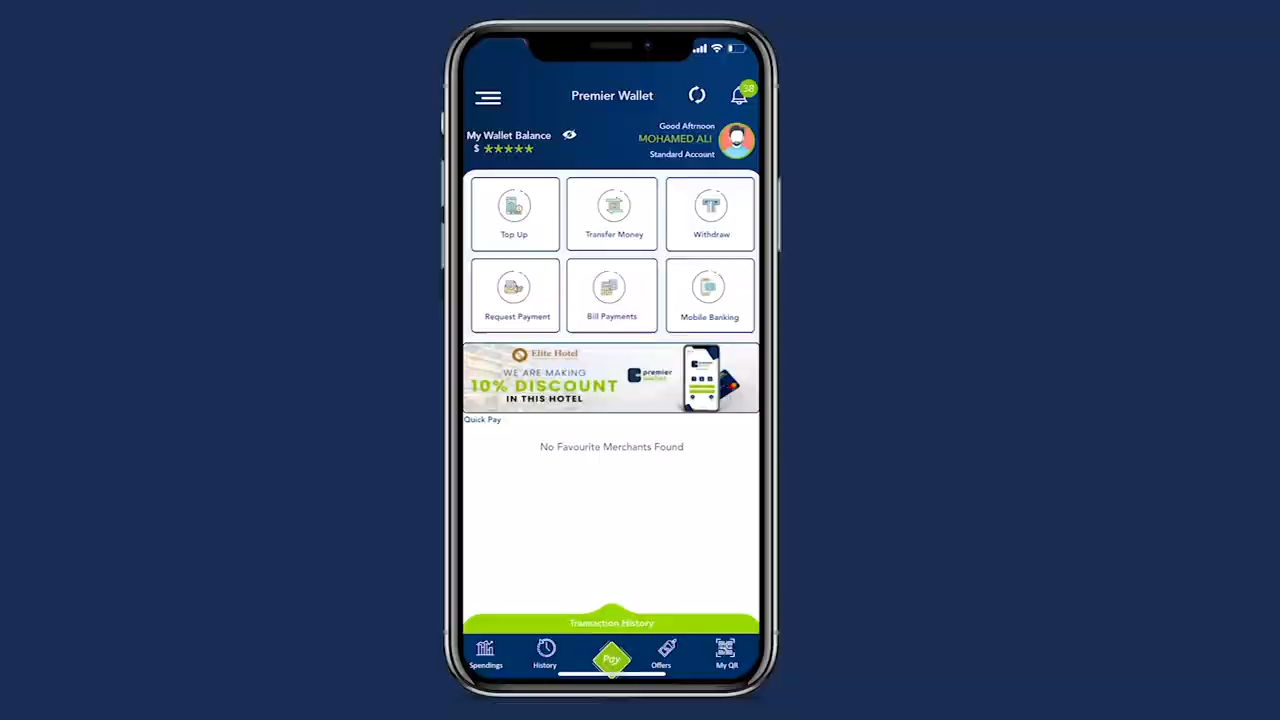 Premier Wallet
38
My Wallet Balance
$ *****
Good Aftrnoon
MOHAMED ALI
Standard Account
Top Up
Transfer Money
Withdraw
Request Payment
Bill Payments
Mobile Banking
Elite Hotel
WE ARE MAKING
10% DISCOUNT
IN THIS HOTEL
premier
Quick Pay
No Favourite Merchants Found
Transaction History
Spendings
History
Pay
Offers
My QR